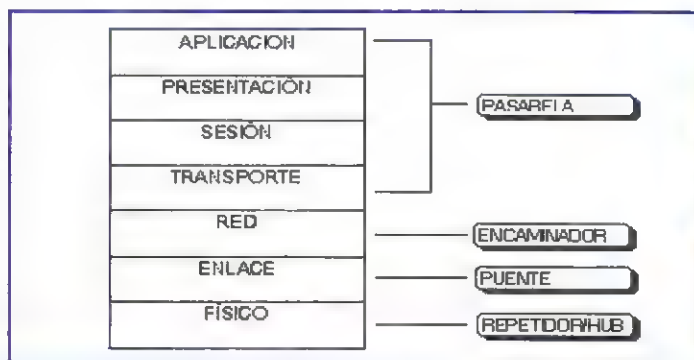 APLICACION
PRESENTACIÓN
SESIÓN
TRANSPORTE
RED
ENLACE
FÍSICO
PASARELA
ENCAMINADOR
PUENTE
REPETIDOR/HUB